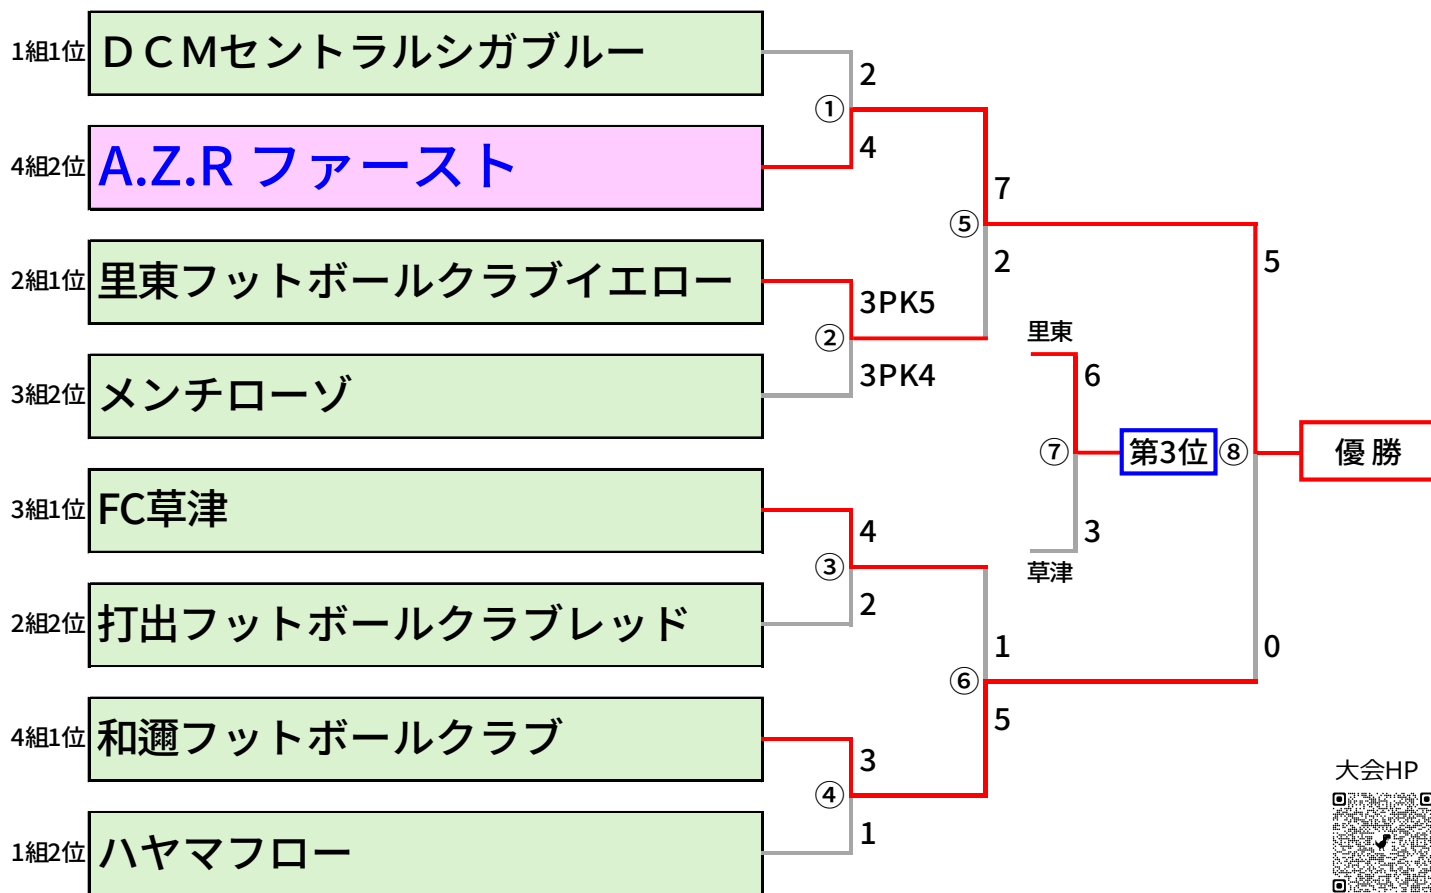 1組1位 ＤＣＭセントラルシガブルー
2
①
4組2位 A.Z.R ファースト
4
7
⑤
2
5
2組1位 里東フットボールクラブイエロー
3PK5
②
3組2位 メンチローゾ
3PK4
里東
6
⑦
第3位
⑧
優 勝
3
草津
3組1位 FC草津
4
③
2組2位 打出フットボールクラブレッド
2
1
⑥
5
0
4組1位 和邇フットボールクラブ
3
④
1組2位 ハヤマフロー
1
大会HP